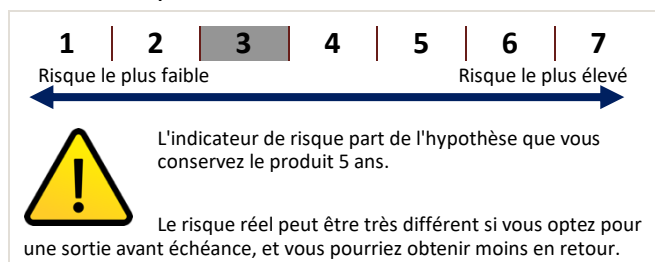 1 2 3 4 5 6 7
Risque le plus faible Risque le plus élevé
L'indicateur de risque part de l'hypothèse que vous
conservez le produit 5 ans.
Le risque réel peut être très différent si vous optez pour
une sortie avant échéance, et vous pourriez obtenir moins en retour.